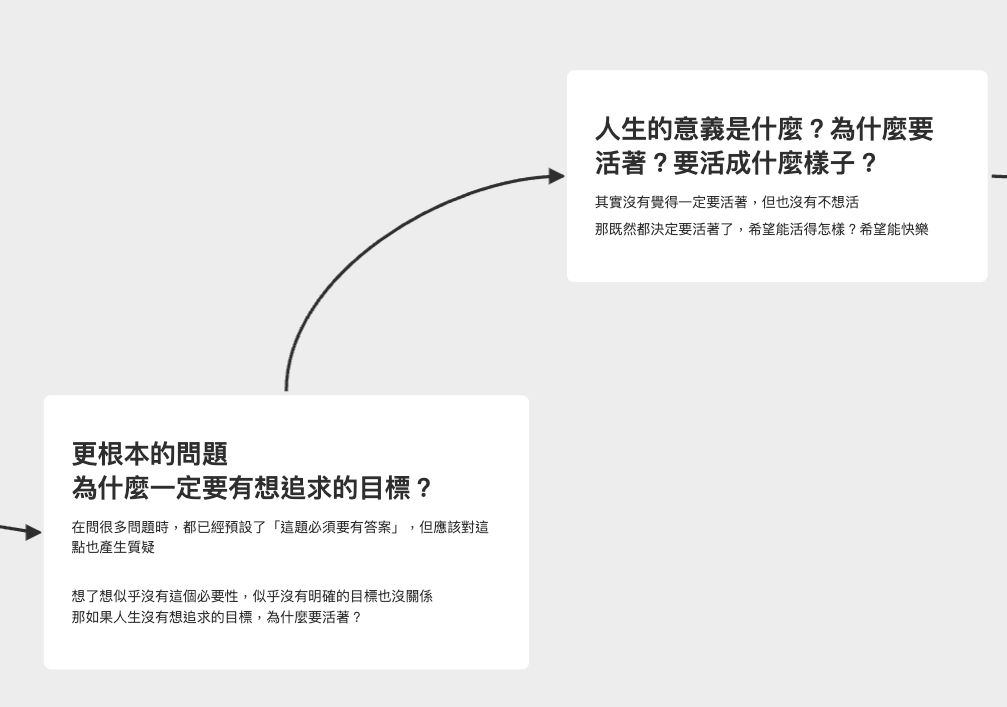 人生的意義是什麼？為什麼要
活著？要活成什麼樣子？
其實沒有覺得一定要活著，但也沒有不想活
那既然都決定要活著了，希望能活得怎樣？希望能快樂
更根本的問題
為什麼一定要有想追求的目標？
在問很多問題時，都已經預設了「這題必須要有答案」，但應該對這
點也產生質疑
想了想似乎沒有這個必要性，似乎沒有明確的目標也沒關係
那如果人生沒有想追求的目標，為什麼要活著？